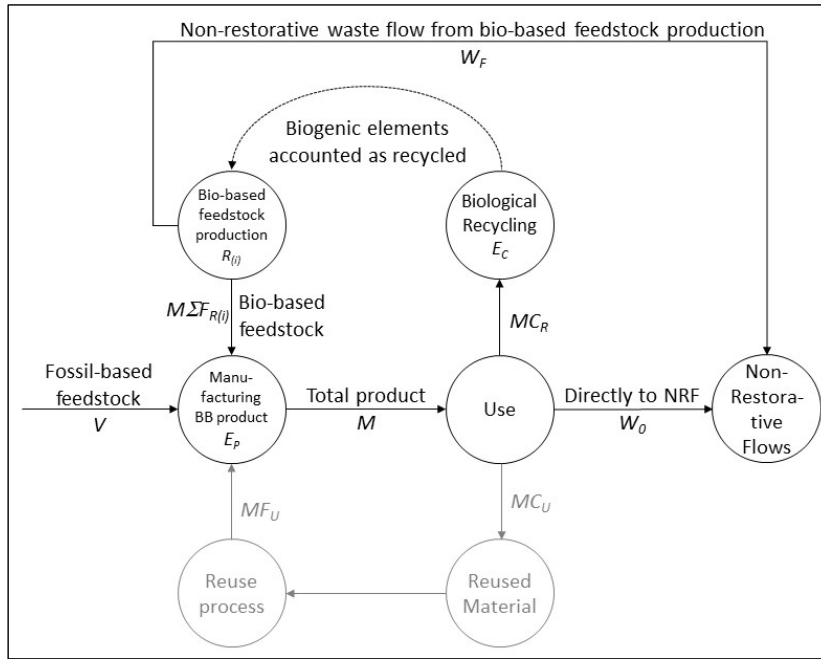 Non-restorative waste flow from bio-based feedstock production
W_F
Biogenic elements
accounted as recycled
Bio-based
feedstock
production
R_(i)
Biological
Recycling
E_C
MΣF_R(i)
Bio-based
feedstock
MC_R
Fossil-based
feedstock
V
Manu-
facturing
BB product
E_P
Total product
M
Use
Directly to NRF
W_0
Non-
Restora-
tive
Flows
MF_U
MC_U
Reuse
process
Reused
Material